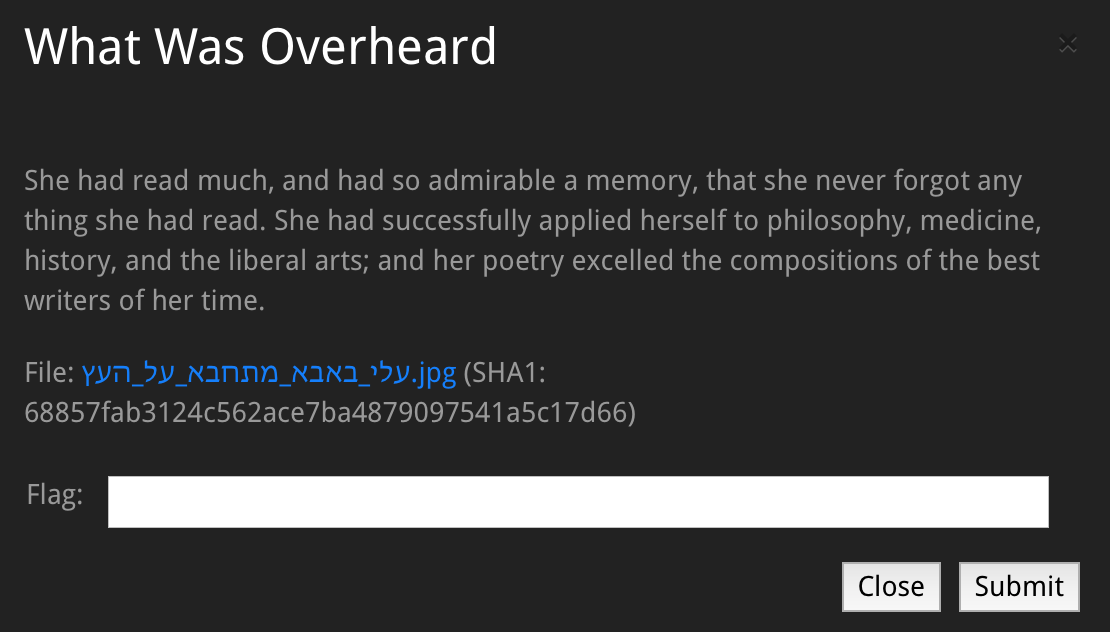 What Was Overheard
She had read much, and had so admirable a memory, that she never forgot any
thing she had read. She had successfully applied herself to philosophy, medicine,
history, and the liberal arts; and her poetry excelled the compositions of the best
writers of her time.
File: עלי_באבא_מתחבא_על_העץ.jpg (SHA1:
68857fab3124c562ace7ba4879097541a5c17d66)
Flag:
Close Submit